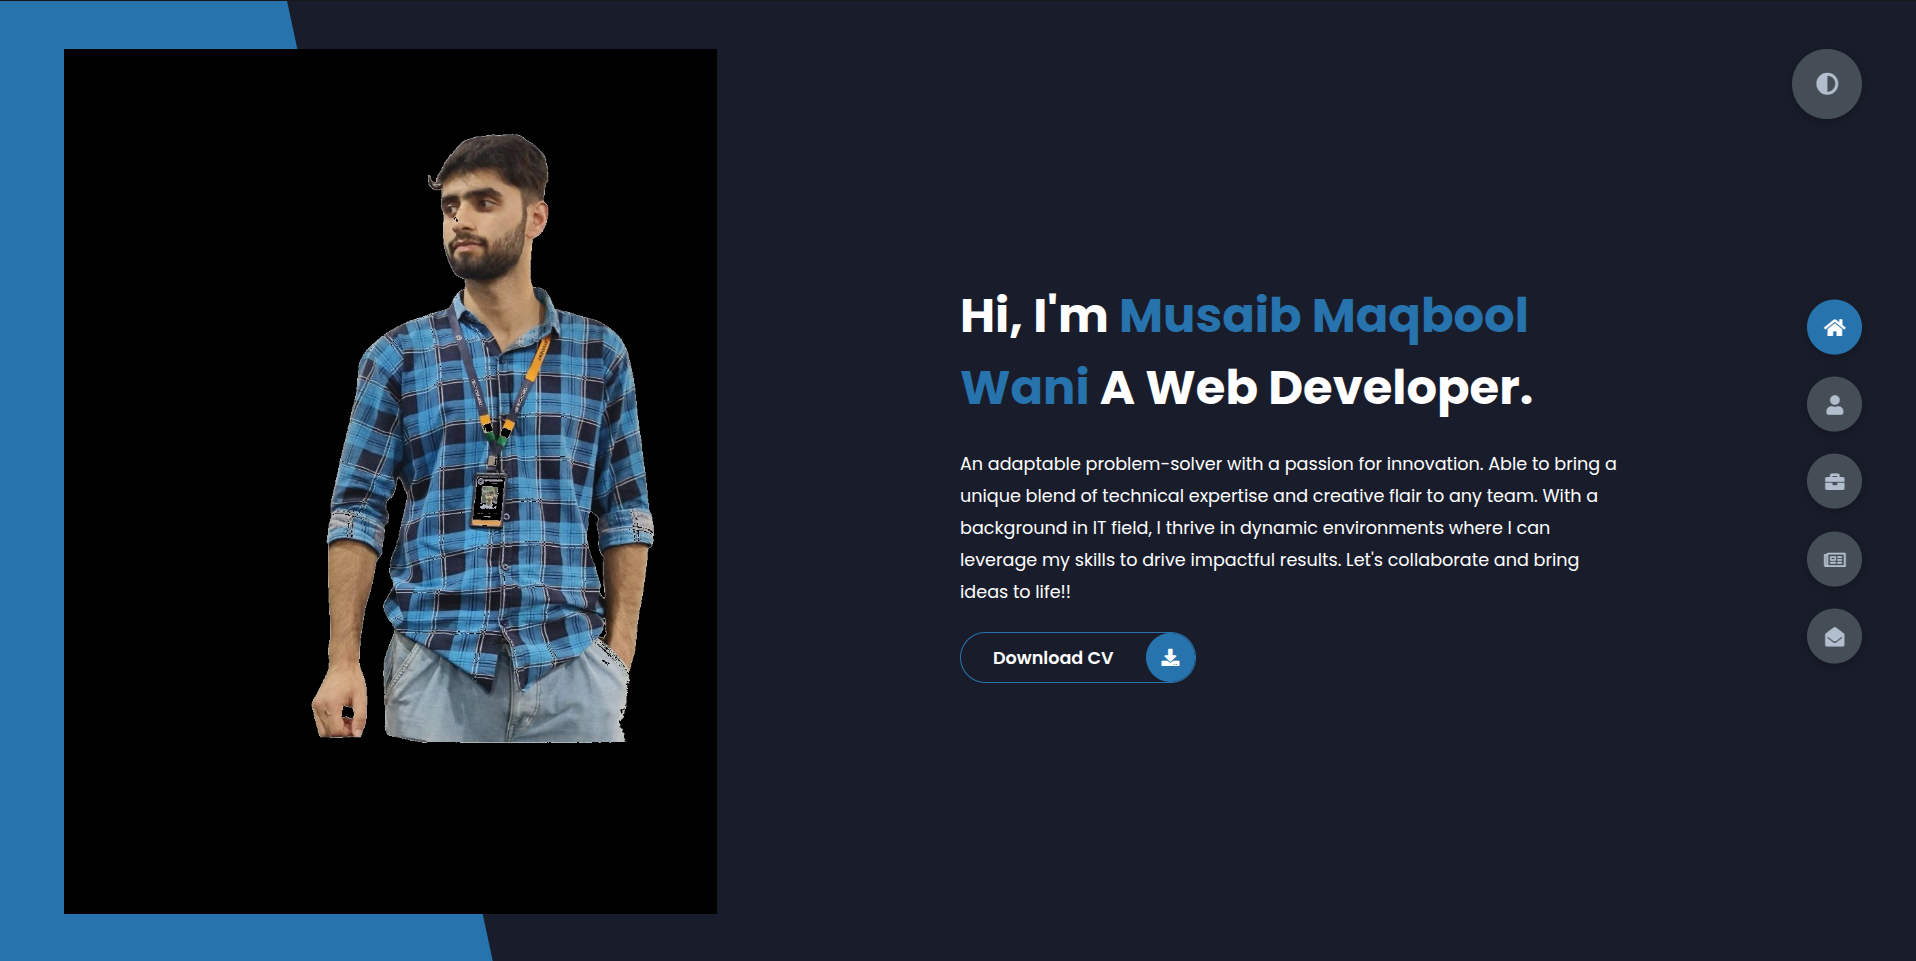 Hi, I'm Musaib Maqbool
Wani A Web Developer.
An adaptable problem-solver with a passion for innovation. Able to bring a
unique blend of technical expertise and creative flair to any team. With a
background in IT field, I thrive in dynamic environments where I can
leverage my skills to drive impactful results. Let's collaborate and bring
ideas to life!!
Download CV